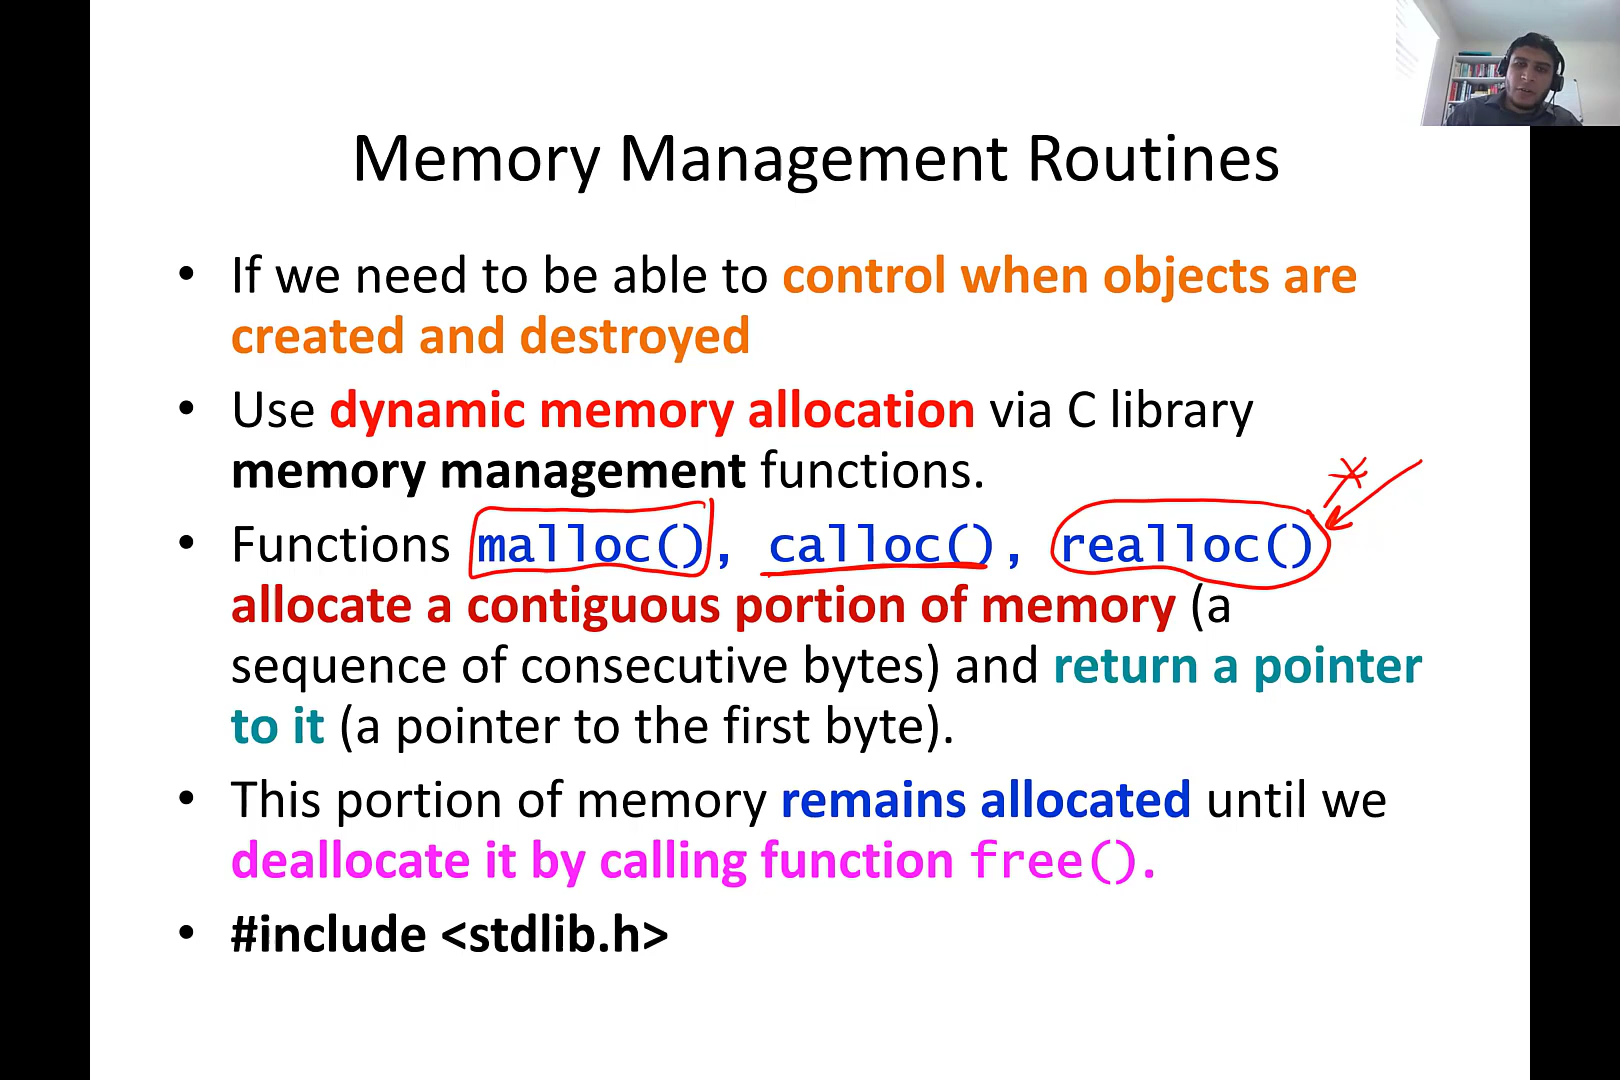 Memory Management Routines
• If we need to be able to control when objects are
created and destroyed
• Use dynamic memory allocation via C library
memory management functions.
• Functions malloc(), calloc(), realloc()
allocate a contiguous portion of memory (a
sequence of consecutive bytes) and return a pointer
to it (a pointer to the first byte).
• This portion of memory remains allocated until we
deallocate it by calling function free().
• #include <stdlib.h>